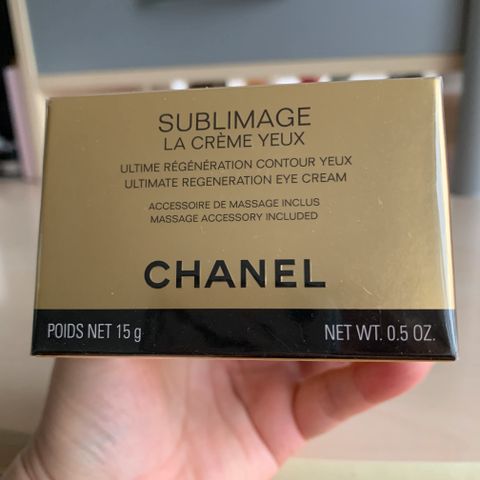 SUBLIMAGE
LA CRÈME YEUX
ULTIME RÉGÉNÉRATION CONTOUR YEUX
ULTIMATE REGENERATION EYE CREAM
ACCESSOIRE DE MASSAGE INCLUS
MASSAGE ACCESSORY INCLUDED
CHANEL
POIDS NET 15 g
NET WT. 0.5 OZ.